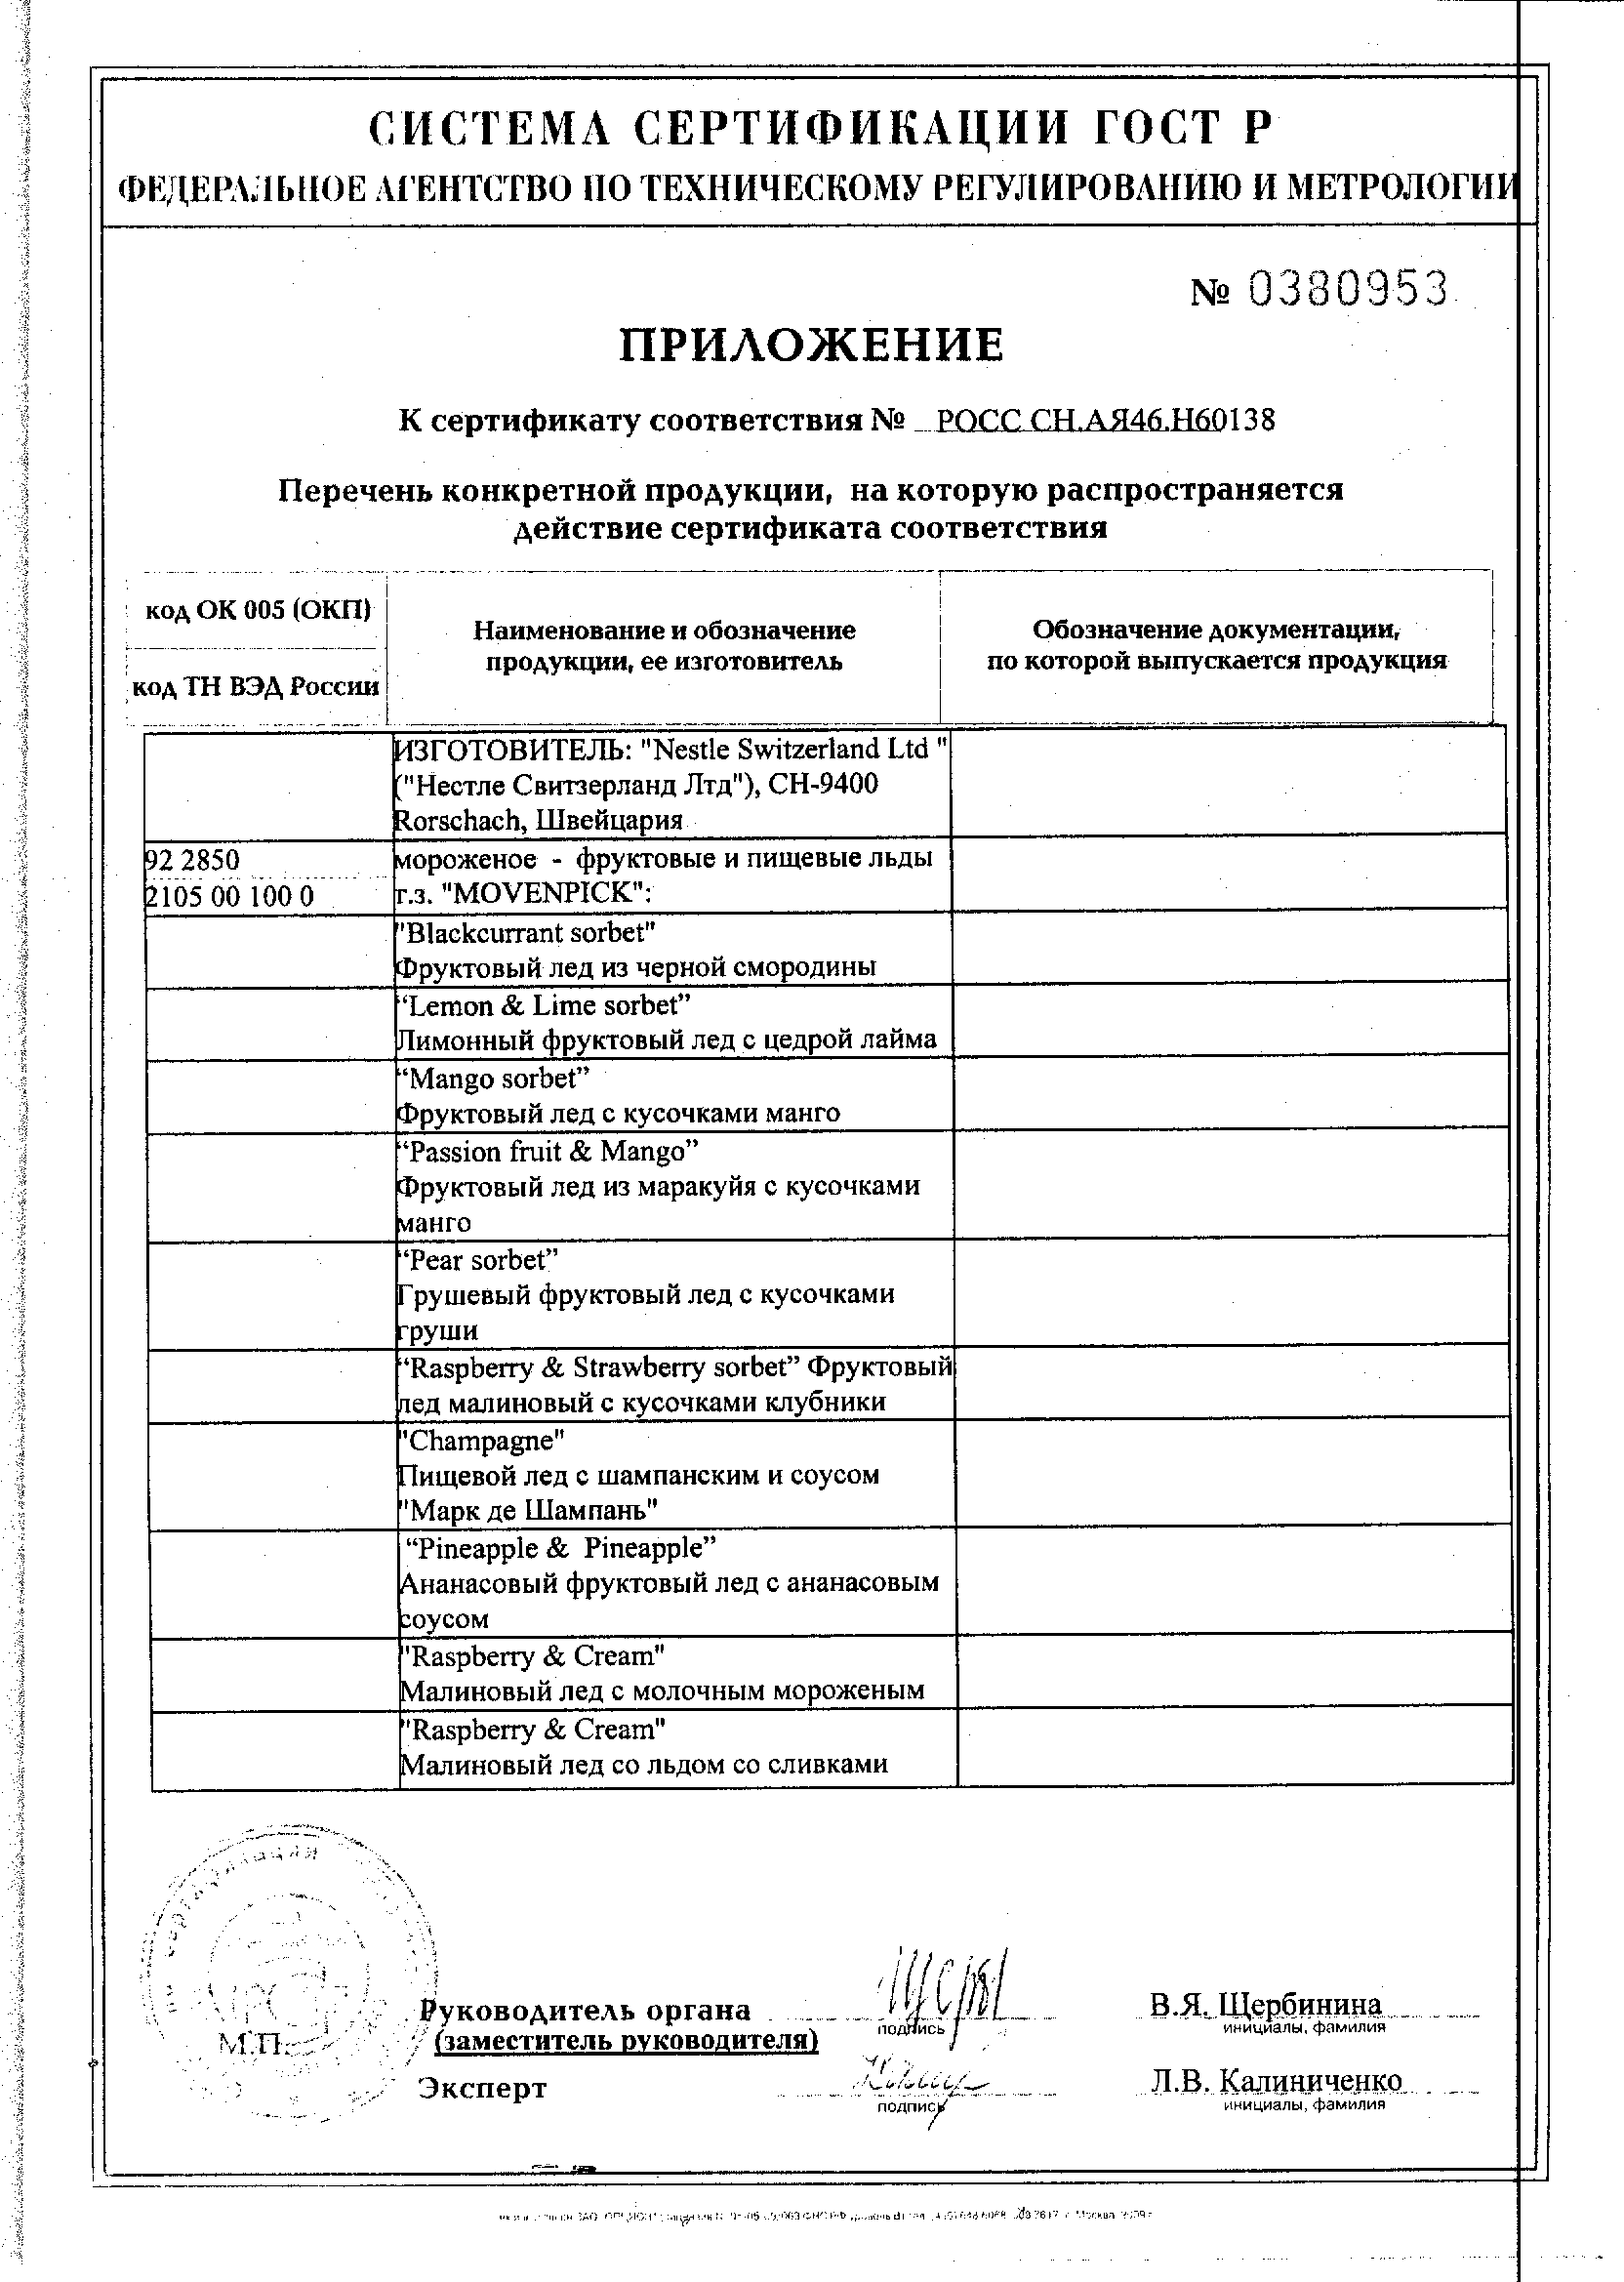 СИСТЕМА СЕРТИФИКАЦИИ ГОСТ Р
ФЕДЕРАЛЬНОЕ АГЕНТСТВО ПО ТЕХНИЧЕСКОМУ РЕГУЛИРОВАНИЮ И МЕТРОЛОГИИ
№ 0380953
ПРИЛОЖЕНИЕ
К сертификату соответствия № РОСС CH.АЯ46.Н60138
Перечень конкретной продукции, на которую распространяется
действие сертификата соответствия
код ОК 005 (ОКП)
код ТН ВЭД России
Наименование и обозначение
продукции, ее изготовитель
Обозначение документации,
по которой выпускается продукция
ИЗГОТОВИТЕЛЬ: "Nestle Switzerland Ltd "
("Нестле Свитзерланд Лтд"), CH-9400
Rorschach, Швейцария
92 2850
2105 00 100 0
мороженое - фруктовые и пищевые льды
т.з. "MOVENPICK":
"Blackcurrant sorbet"
Фруктовый лед из черной смородины
“Lemon & Lime sorbet”
Лимонный фруктовый лед с цедрой лайма
“Mango sorbet”
Фруктовый лед с кусочками манго
“Passion fruit & Mango”
Фруктовый лед из маракуйя с кусочками
манго
“Pear sorbet”
Грушевый фруктовый лед с кусочками
груши
“Raspberry & Strawberry sorbet” Фруктовый
лед малиновый с кусочками клубники
"Champagne"
Пищевой лед с шампанским и соусом
"Марк де Шампань"
“Pineapple & Pineapple”
Ананасовый фруктовый лед с ананасовым
соусом
"Raspberry & Cream"
Малиновый лед с молочным мороженым
"Raspberry & Cream"
Малиновый лед со льдом со сливками
М.П.
Руководитель органа
(заместитель руководителя)
подпись
В.Я. Щербинина
инициалы, фамилия
Эксперт
подпись
Л.В. Калиниченко
инициалы, фамилия